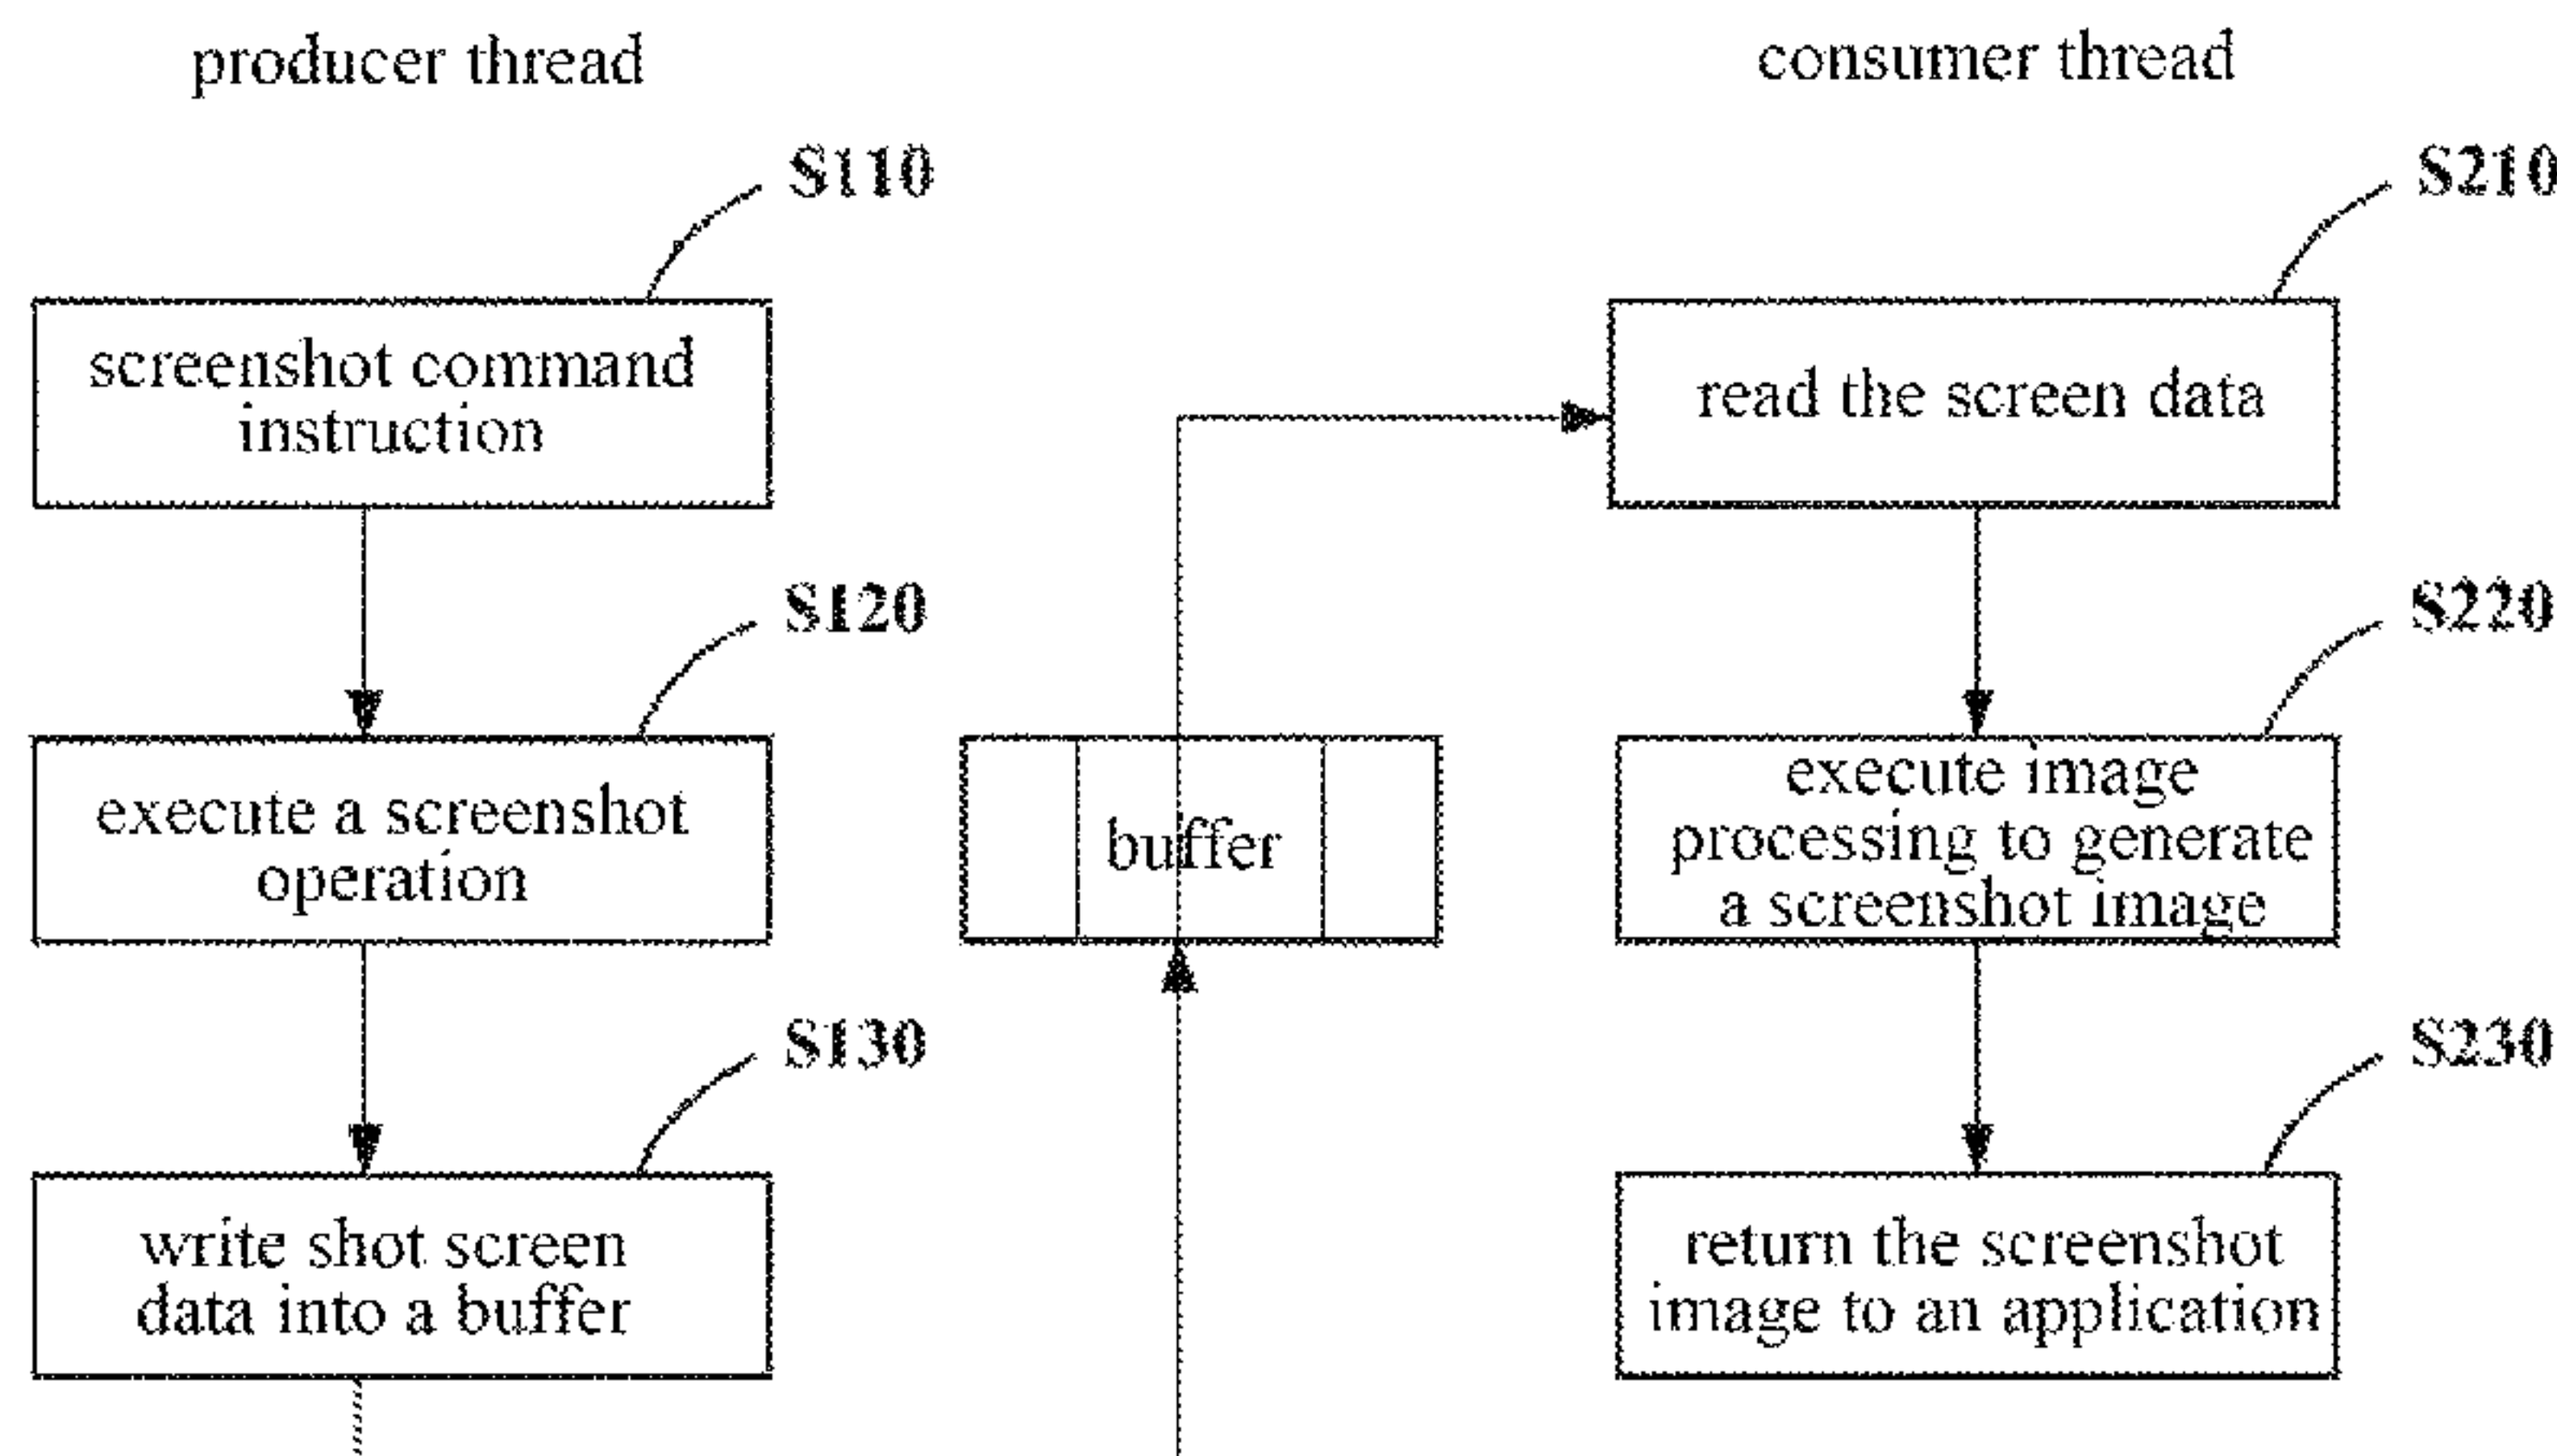 producer thread
S110
screenshot command
instruction
S120
execute a screenshot
operation
S130
write shot screen
data into a buffer
buffer
consumer thread
S210
read the screen data
S220
execute image
processing to generate
a screenshot image
S230
return the screenshot
image to an application